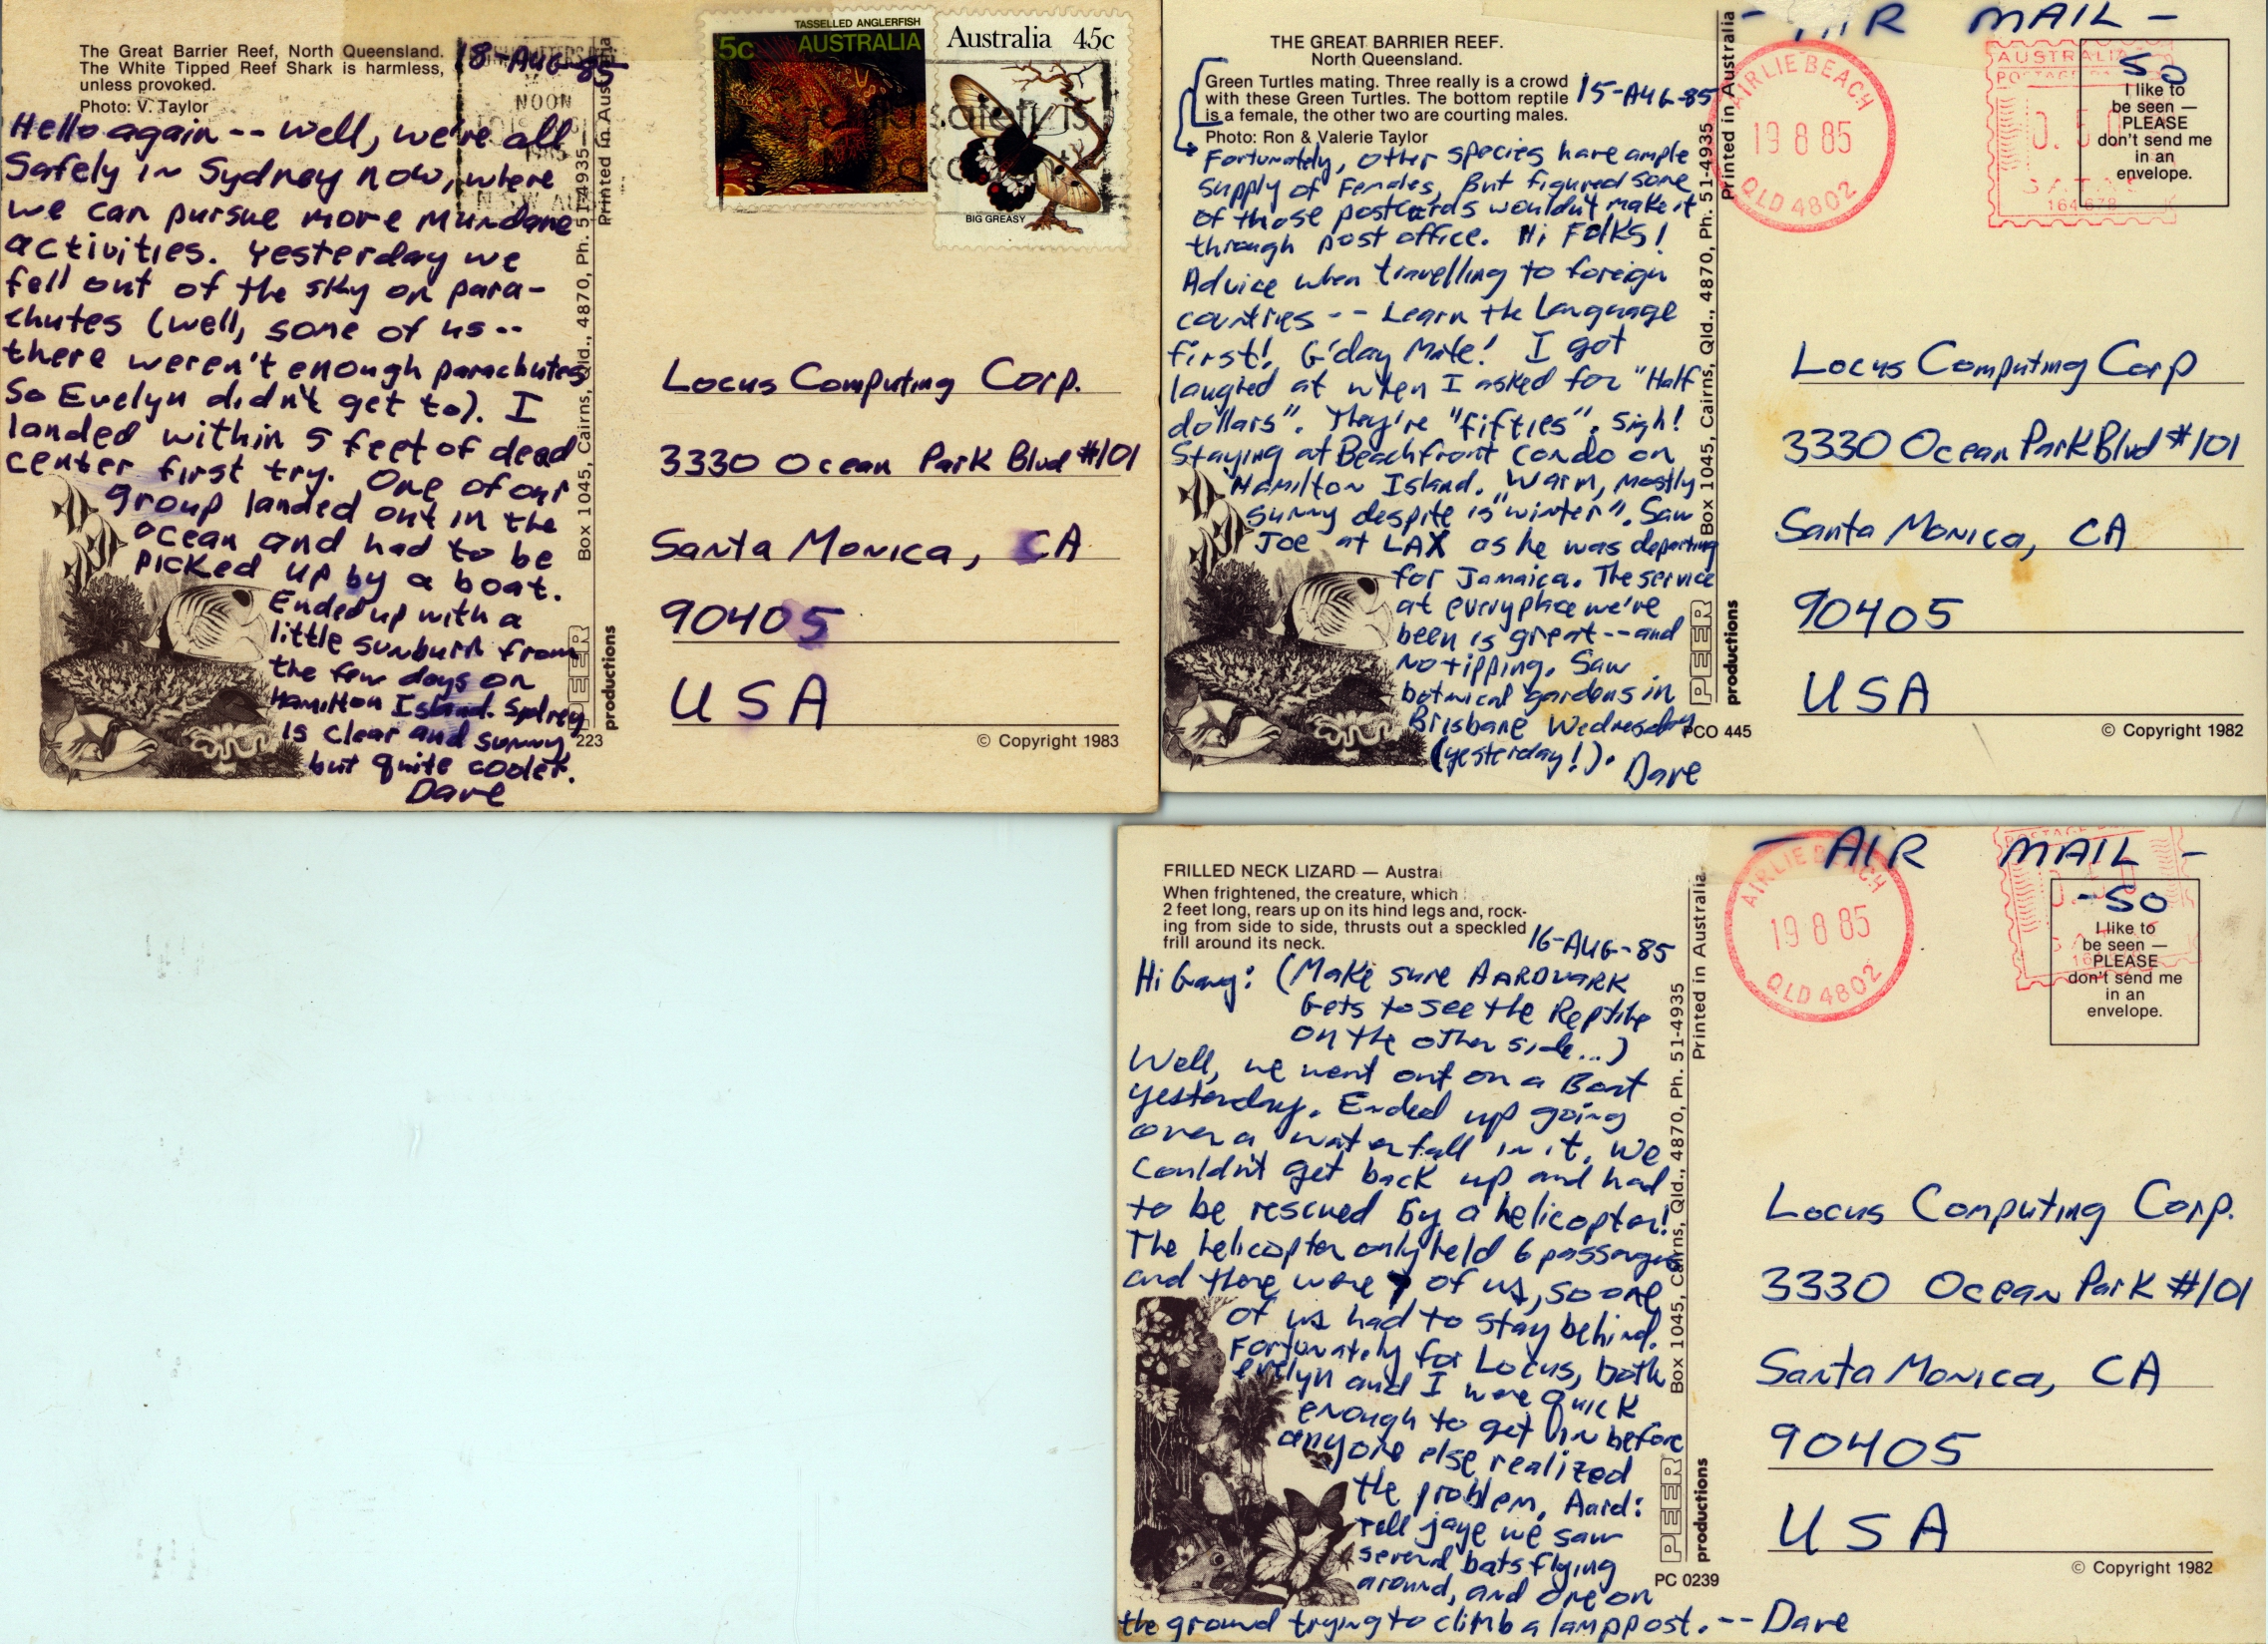 The Great Barrier Reef, North Queensland.
The White Tipped Reef Shark is harmless,
unless provoked.
Photo: V. Taylor
18-AUG-85
NOON
Hello again -- well, we're all
safely in Sydney now, where
we can pursue more mundane
activities. Yesterday we
fell out of the sky on para-
chutes (well, some of us --
there weren't enough parachutes
so Evelyn didn't get to). I
landed within 5 feet of dead
center first try. One of our
group landed out in the
ocean and had to be
picked up by a boat.
Ended up with a
little sunburn from
the few days on
Hamilton Island. Sydney
is clear and sunny,
but quite cooler.
Dave
223
Box 1045, Cairns, Qld., 4870, Ph. 51-4935
Printed in Australia
PEER
productions
TASSELLED ANGLERFISH
5c AUSTRALIA
Australia 45c
BIG GREASY
Locus Computing Corp.
3330 Ocean Park Blvd #101
Santa Monica, CA
90405
USA
© Copyright 1983
THE GREAT BARRIER REEF.
North Queensland.
Green Turtles mating. Three really is a crowd
with these Green Turtles. The bottom reptile
is a female, the other two are courting males.
Photo: Ron & Valerie Taylor
15-AUG-85
Fortunately, other species have ample
supply of females, but figured some
of those postcards wouldn't make it
through post office. Hi Folks!
Advice when travelling to foreign
countries -- Learn the Language
first! G'day Mate! I got
laughed at when I asked for "Half
dollars". They're "fifties". Sigh!
Staying at Beachfront condo on
Hamilton Island. Warm, mostly
sunny despite is "winter". Saw
Joe at LAX as he was departing
for Jamaica. The service
at every place we've
been is great -- and
no tipping. Saw
botnical gardens in
Brisbane Wednesday
(yesterday!). Dave
PCO 445
Box 1045, Cairns, Qld., 4870, Ph. 51-4935
Printed in Australia
PEER
productions
- AIR MAIL -
AIRLIE BEACH
19 8 85
QLD 4802
AUSTRALIA
POSTAGE
50
I like to
be seen —
PLEASE
don't send me
in an
envelope.
Locus Computing Corp
3330 Ocean Park Blvd #101
Santa Monica, CA
90405
USA
© Copyright 1982
FRILLED NECK LIZARD — Austra
When frightened, the creature, which
2 feet long, rears up on its hind legs and, rock-
ing from side to side, thrusts out a speckled
frill around its neck.
16-AUG-85
Hi Gang: (Make sure AARDVARK
Gets to see the Reptile
on the other side...)
Well, we went out on a Boat
yesterday. Ended up going
over a waterfall in it. We
couldn't get back up and had
to be rescued by a helicopter!
The helicopter only held 6 passengers
and there were 7 of us, so one
of us had to stay behind.
Fortunately for Locus, both
Evelyn and I were quick
enough to get in before
anyone else realized
the problem. Aard:
Tell jaye we saw
several bats flying
around, and one on
the ground trying to climb a lamppost. -- Dave
PC 0239
Box 1045, Cairns, Qld., 4870, Ph. 51-4935
Printed in Australia
PEER
productions
- AIR MAIL -
AIRLIE BEACH
19 8 85
QLD 4802
-50
I like to
be seen —
PLEASE
don't send me
in an
envelope.
Locus Computing Corp.
3330 Ocean Park #101
Santa Monica, CA
90405
USA
© Copyright 1982